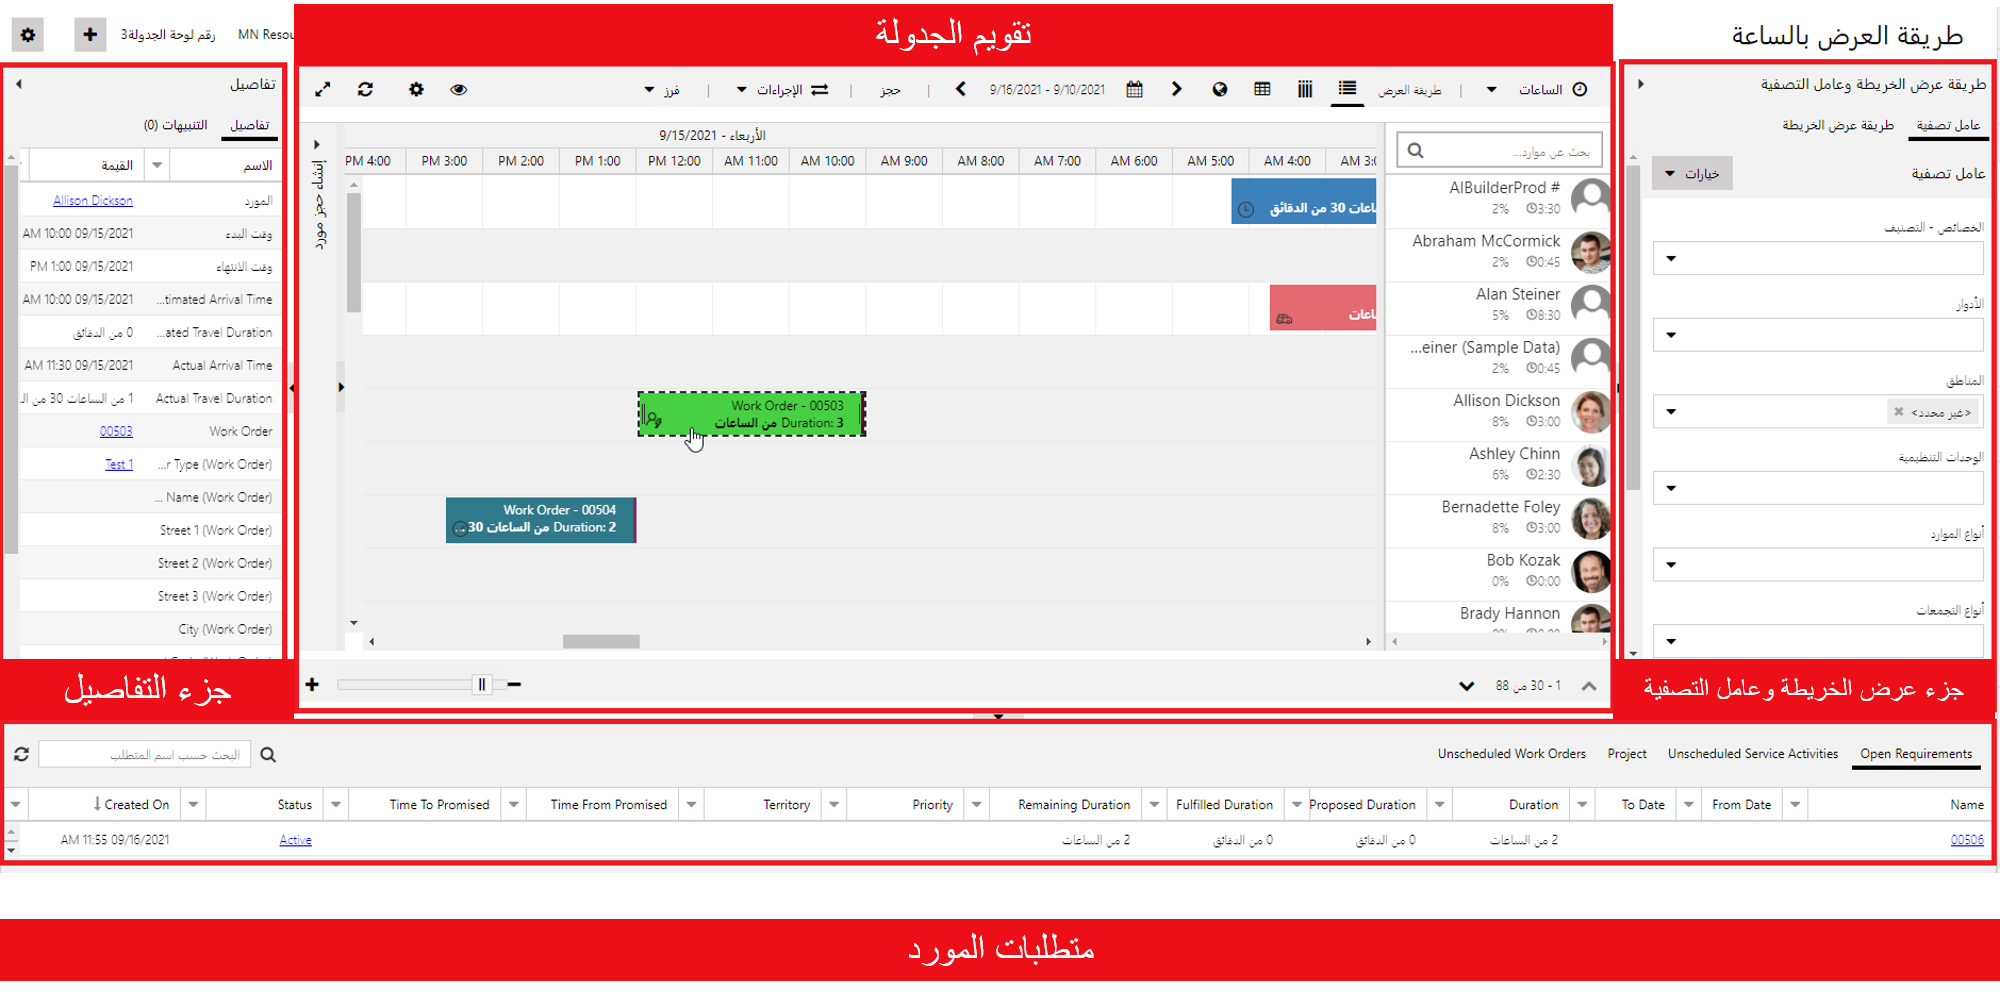 تقويم الجدولة
طريقة العرض بالساعة
رقم لوحة الجدولة3
MN Resou
طريقة عرض الخريطة وعامل التصفية
عامل تصفية
طريقة عرض الخريطة
عامل تصفية
خيارات
الخصائص - التصنيف
الأدوار
المناطق
<غير محدد>
الوحدات التنظيمية
أنواع الموارد
أنواع التجمعات
جزء عرض الخريطة وعامل التصفية
الساعات
طريقة العرض
9/16/2021 - 9/10/2021
حجز
الإجراءات
فرز
الأربعاء - 9/15/2021
PM 4:00 PM 3:00 PM 2:00 PM 1:00 PM 12:00 AM 11:00 AM 10:00 AM 9:00 AM 8:00 AM 7:00 AM 6:00 AM 5:00 AM 4:00 AM 3:0
إنشاء حجز مورد
بحث عن موارد...
AIBuilderProd #
2% 3:30
Abraham McCormick
2% 0:45
Alan Steiner
5% 8:30
...einer (Sample Data)
2% 0:45
Allison Dickson
8% 3:00
Ashley Chinn
6% 2:30
Bernadette Foley
8% 3:00
Bob Kozak
0% 0:00
Brady Hannon
0% 0:00
ساعات 30 من الدقائق
ساعات
Work Order - 00503
Duration: 3 من الساعات
Work Order - 00504
Duration: 2 من الساعات 30 ...
1 - 30 من 88
تفاصيل
تفاصيل
التنبيهات (0)
الاسم القيمة
المورد Allison Dickson
وقت البدء AM 10:00 09/15/2021
وقت الانتهاء PM 1:00 09/15/2021
...timated Arrival Time AM 10:00 09/15/2021
...ated Travel Duration 0 من الدقائق
Actual Arrival Time AM 11:30 09/15/2021
Actual Travel Duration 1 من الساعات 30 من الد
Work Order 00503
...r Type (Work Order) Test 1
... Name (Work Order)
Street 1 (Work Order)
Street 2 (Work Order)
Street 3 (Work Order)
City (Work Order)
جزء التفاصيل
Unscheduled Work Orders Project Unscheduled Service Activities Open Requirements
البحث حسب اسم المتطلب
Created On Status Time To Promised Time From Promised Territory Priority Remaining Duration Fulfilled Duration Proposed Duration Duration To Date From Date Name
AM 11:55 09/16/2021 Active 2 من الساعات 0 من الدقائق 0 من الدقائق 2 من الساعات 00506
متطلبات المورد